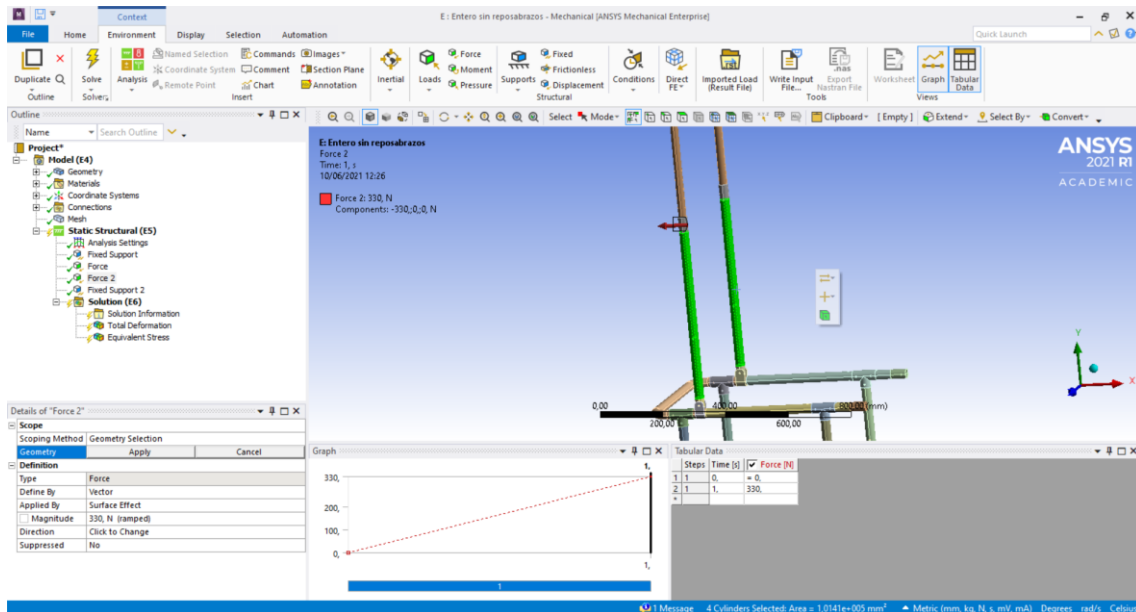 Context
E : Entero sin reposabrazos - Mechanical [ANSYS Mechanical Enterprise]
File Home Environment Display Selection Automation
Quick Launch
Duplicate
Outline
Solve
Solvers
Analysis
Named Selection
Coordinate System
Remote Point
Commands
Comment
Chart
Images
Section Plane
Annotation
Insert
Inertial
Loads
Force
Moment
Pressure
Supports
Fixed
Frictionless
Displacement
Structural
Conditions
Direct FE
Imported Load (Result File)
Write Input File...
Export Nastran File
.nas
Tools
Worksheet
Graph
Tabular Data
Views
Select Mode Clipboard [ Empty ] Extend Select By Convert
Outline
Name Search Outline
Project*
Model (E4)
Geometry
Materials
Coordinate Systems
Connections
Mesh
Static Structural (E5)
Analysis Settings
Fixed Support
Force
Force 2
Fixed Support 2
Solution (E6)
Solution Information
Total Deformation
Equivalent Stress
E: Entero sin reposabrazos
Force 2
Time: 1, s
10/06/2021 12:26
Force 2: 330, N
Components: -330,;0,;0, N
ANSYS
2021 R1
ACADEMIC
Y
X
0,00 400,00 800,00 (mm)
200,00 600,00
Details of "Force 2"
Scope
Scoping Method Geometry Selection
Geometry Apply Cancel
Definition
Type Force
Define By Vector
Applied By Surface Effect
Magnitude 330, N (ramped)
Direction Click to Change
Suppressed No
Graph
1,
330,
200,
100,
0,
1,
1
Tabular Data
Steps Time [s] Force [N]
1 1 0, = 0,
2 1 1, 330,
*
1 Message 4 Cylinders Selected: Area = 1,0141e+005 mm² Metric (mm, kg, N, s, mV, mA) Degrees rad/s Celsius